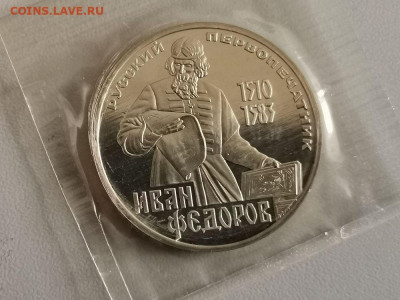 COINS.LAVE.RU
РУССКИЙ ПЕРВОПЕЧАТНИК
1510
1583
ИВАН
ФЕДОРОВ